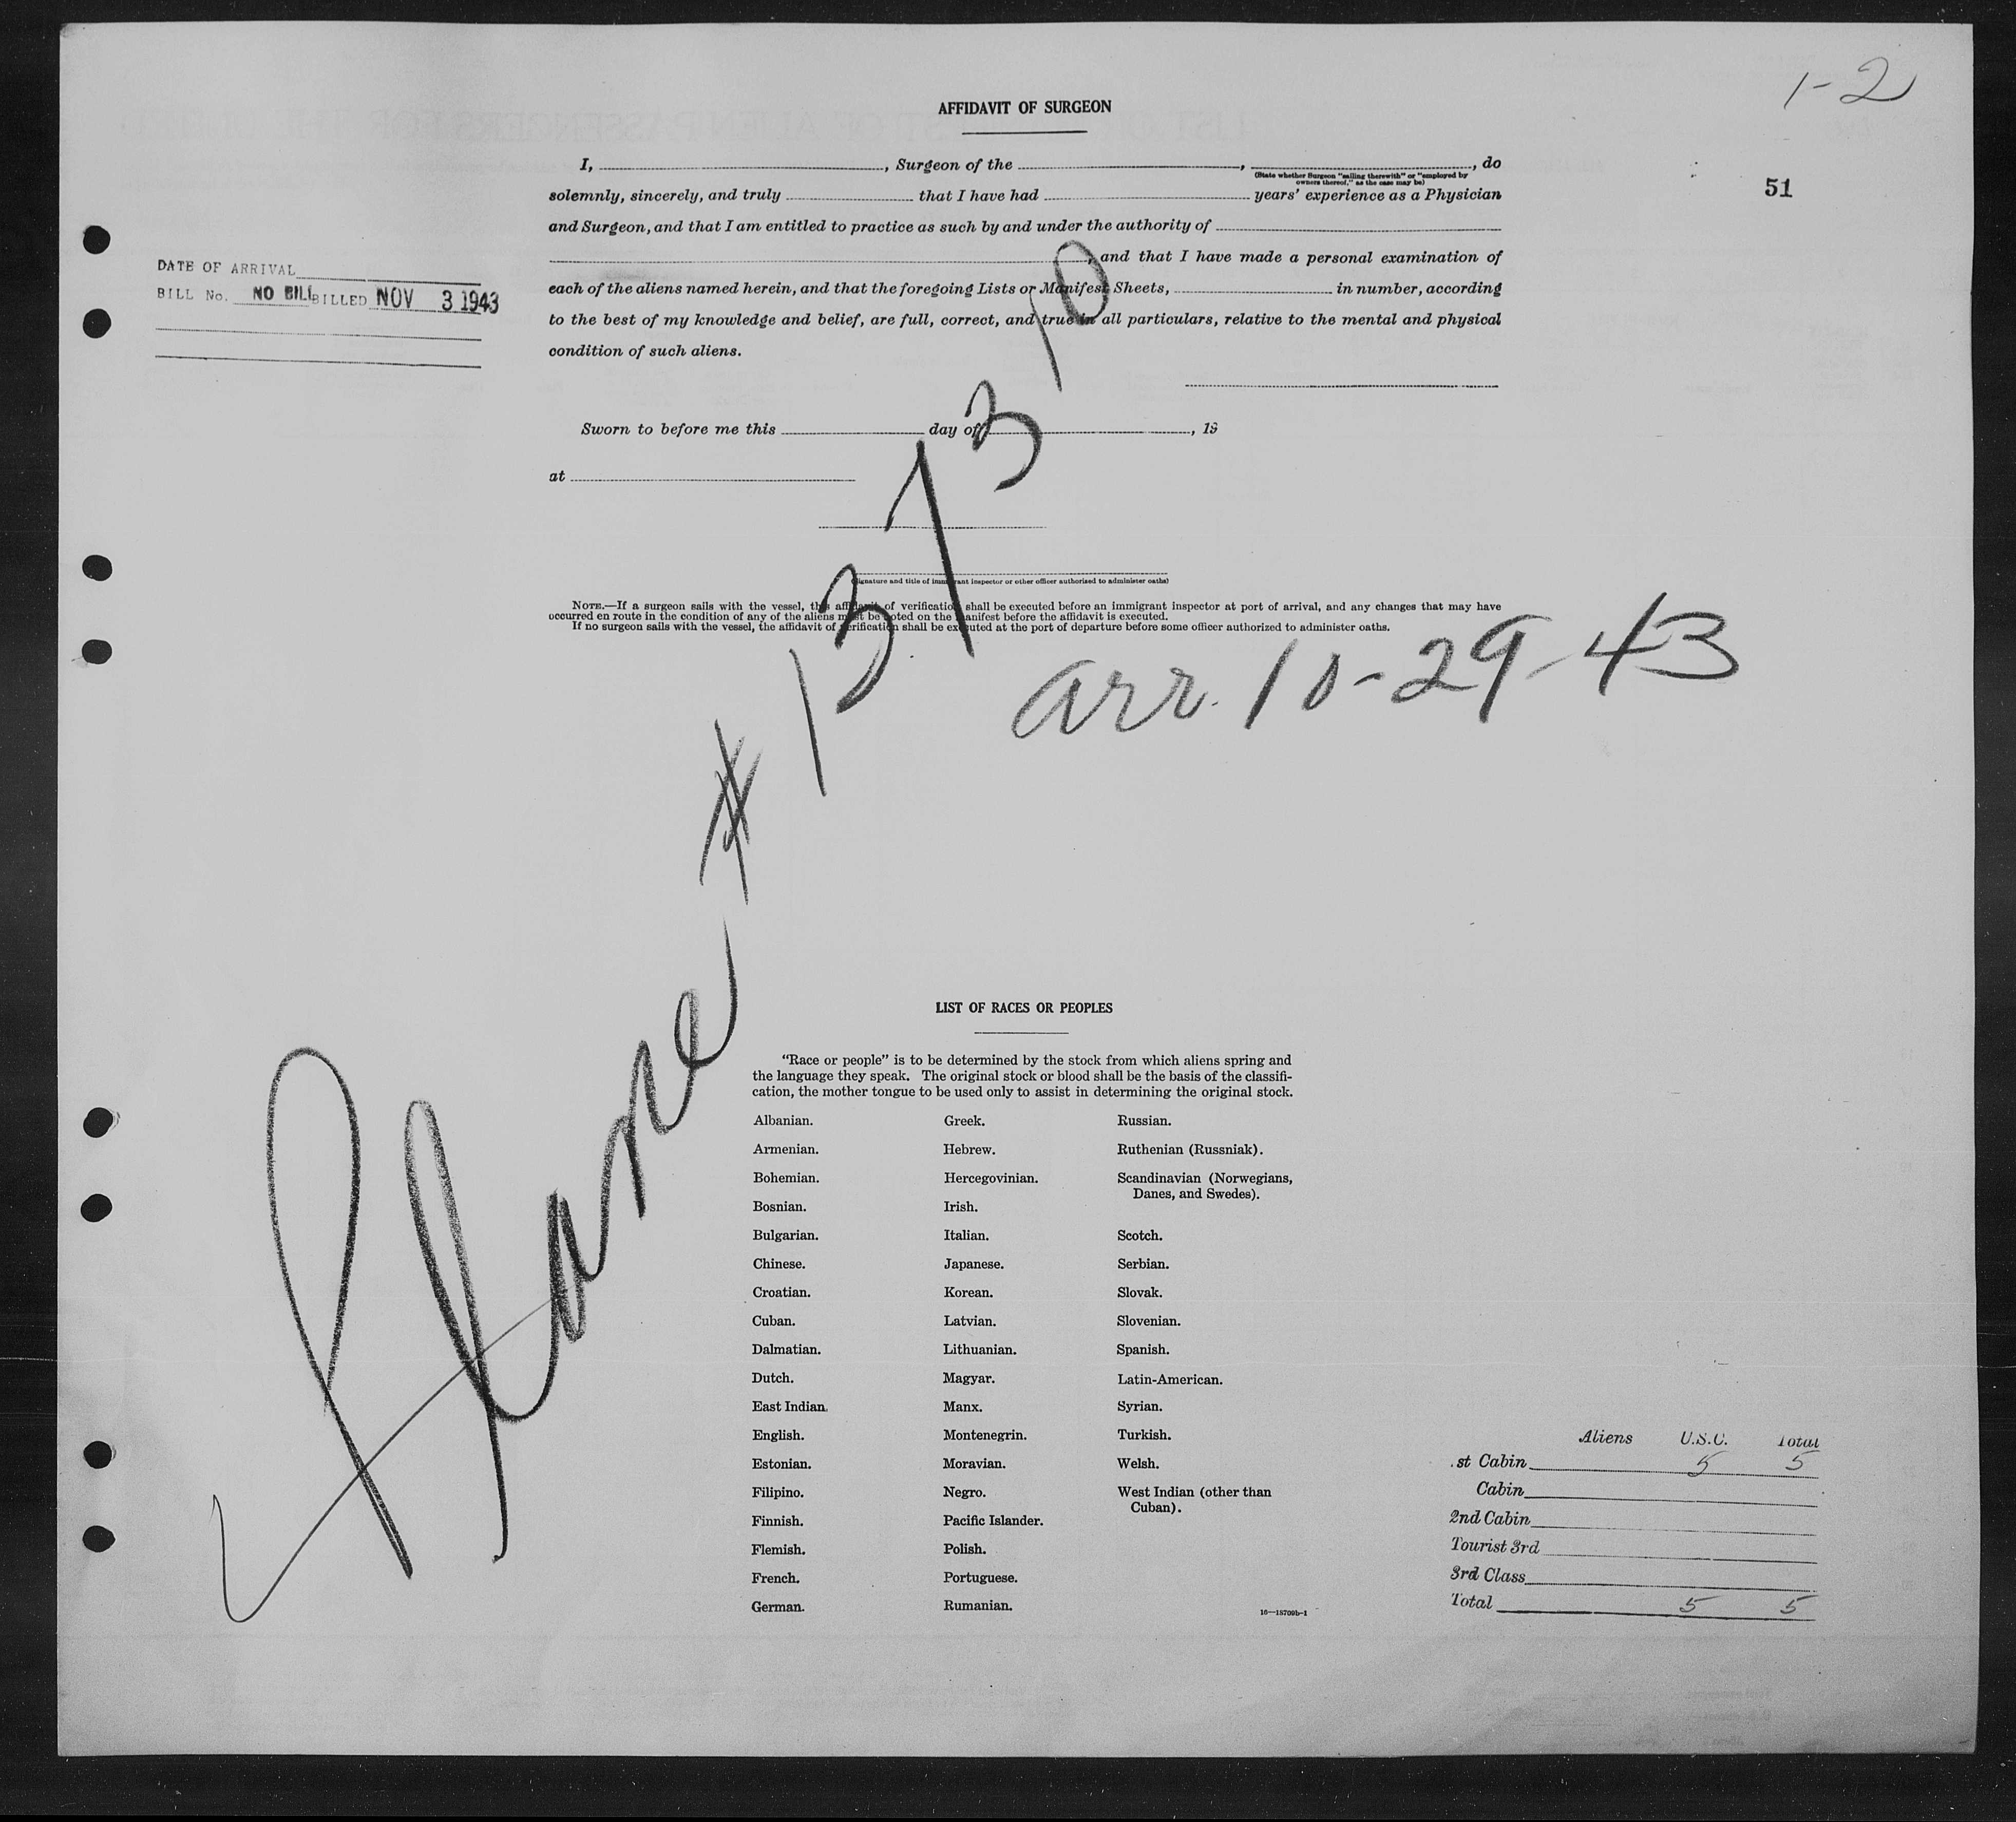 1-2
AFFIDAVIT OF SURGEON
51
I, , Surgeon of the , , do
(State whether Surgeon "sailing therewith" or "employed by
owners thereof," as the case may be)
solemnly, sincerely, and truly that I have had years' experience as a Physician
and Surgeon, and that I am entitled to practice as such by and under the authority of
, and that I have made a personal examination of
each of the aliens named herein, and that the foregoing Lists or Manifest Sheets, in number, according
to the best of my knowledge and belief, are full, correct, and true in all particulars, relative to the mental and physical
condition of such aliens.
DATE OF ARRIVAL
BILL No. NO BILL BILLED NOV 3 1943
Sworn to before me this day of , 19
at
(Signature and title of immigrant inspector or other officer authorized to administer oaths)
NOTE.—If a surgeon sails with the vessel, this affidavit of verification shall be executed before an immigrant inspector at port of arrival, and any changes that may have
occurred en route in the condition of any of the aliens must be noted on the manifest before the affidavit is executed.
If no surgeon sails with the vessel, the affidavit of verification shall be executed at the port of departure before some officer authorized to administer oaths.
arr. 10-29-43
Plane # 137310
LIST OF RACES OR PEOPLES
"Race or people" is to be determined by the stock from which aliens spring and
the language they speak. The original stock or blood shall be the basis of the classifi-
cation, the mother tongue to be used only to assist in determining the original stock.
Albanian.
Armenian.
Bohemian.
Bosnian.
Bulgarian.
Chinese.
Croatian.
Cuban.
Dalmatian.
Dutch.
East Indian.
English.
Estonian.
Filipino.
Finnish.
Flemish.
French.
German.
Greek.
Hebrew.
Hercegovinian.
Irish.
Italian.
Japanese.
Korean.
Latvian.
Lithuanian.
Magyar.
Manx.
Montenegrin.
Moravian.
Negro.
Pacific Islander.
Polish.
Portuguese.
Rumanian.
Russian.
Ruthenian (Russniak).
Scandinavian (Norwegians,
Danes, and Swedes).
Scotch.
Serbian.
Slovak.
Slovenian.
Spanish.
Latin-American.
Syrian.
Turkish.
Welsh.
West Indian (other than
Cuban).
16—18709b-1
Aliens U.S.C. Total
st Cabin 5 5
Cabin
2nd Cabin
Tourist 3rd
3rd Class
Total 5 5